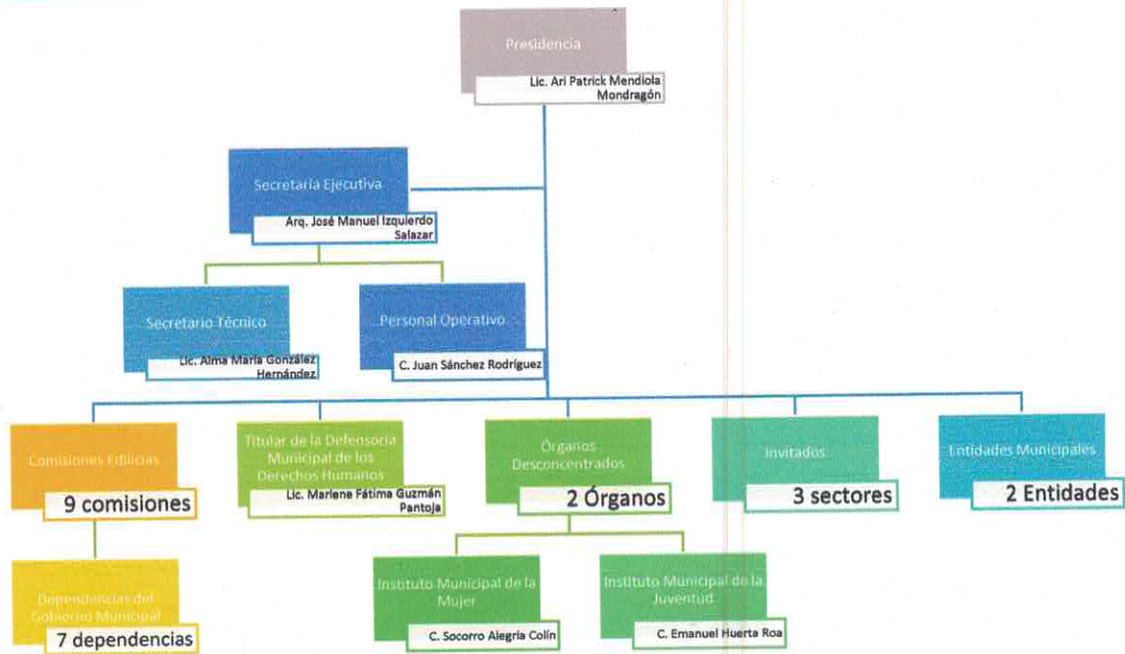 Presidencia
Lic. Ari Patrick Mendiola
Mondragón
Secretaría Ejecutiva
Arq. José Manuel Izquierdo
Salazar
Secretario Técnico
Lic. Alma María González
Hernández
Personal Operativo
C. Juan Sánchez Rodríguez
Comisiones Edilicias
9 comisiones
Titular de la Defensoría
Municipal de los
Derechos Humanos
Lic. Marlene Fátima Guzmán
Pantoja
Órganos
Desconcentrados
2 Órganos
Invitados
3 sectores
Entidades Municipales
2 Entidades
Dependencias del
Gobierno Municipal
7 dependencias
Instituto Municipal de la
Mujer
C. Socorro Alegría Colín
Instituto Municipal de la
Juventud
C. Emanuel Huerta Roa